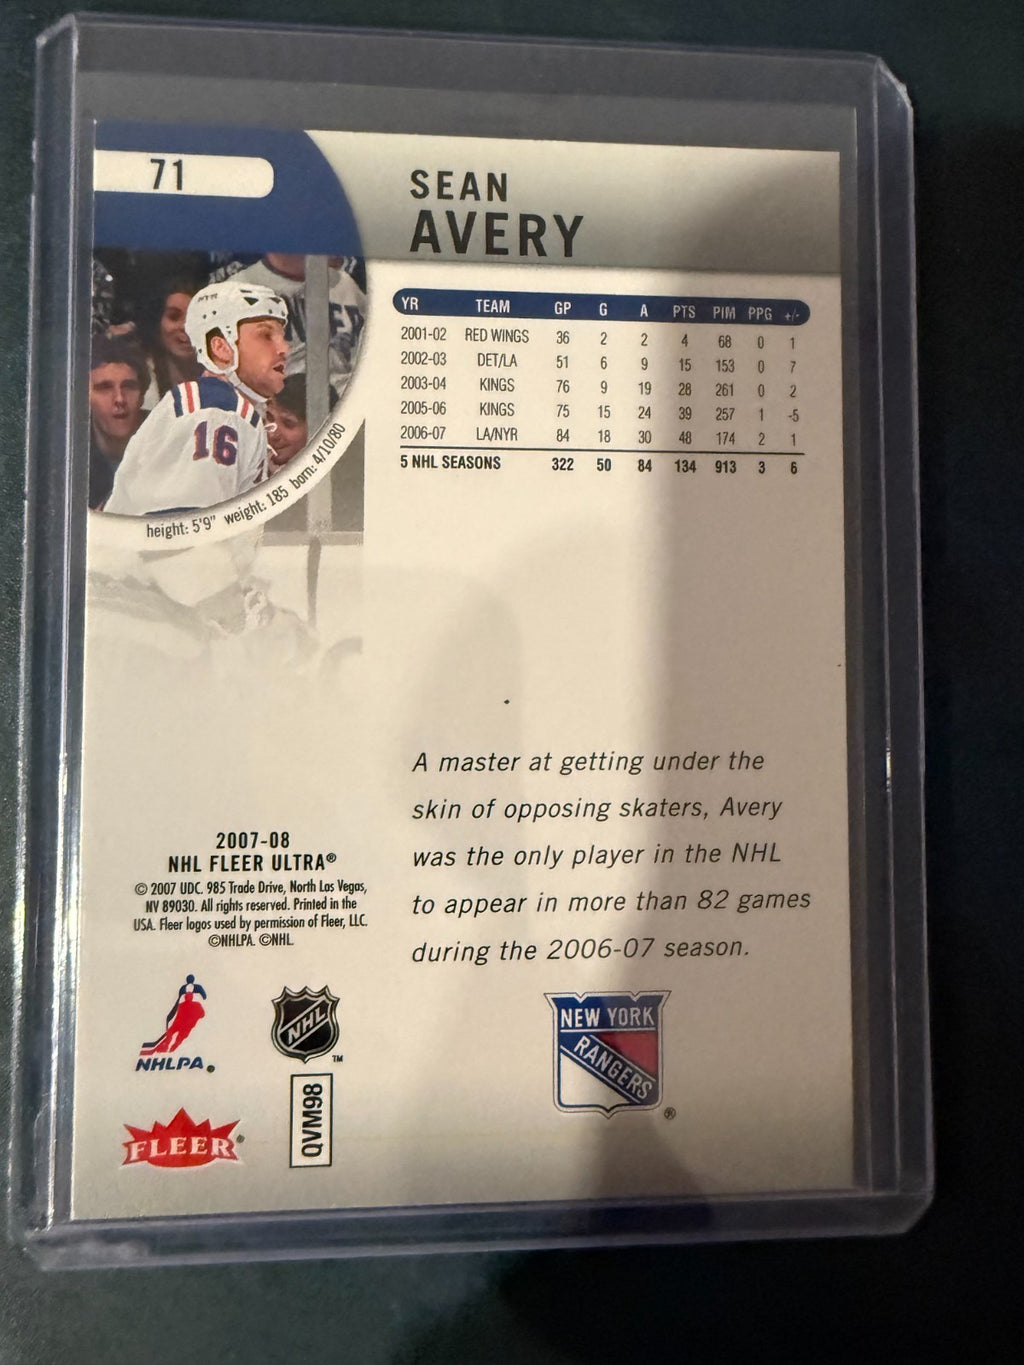 71
SEAN
AVERY
YR TEAM GP G A PTS PIM PPG +/-
2001-02 RED WINGS 36 2 2 4 68 0 1
2002-03 DET/LA 51 6 9 15 153 0 7
2003-04 KINGS 76 9 19 28 261 0 2
2005-06 KINGS 75 15 24 39 257 1 -5
2006-07 LA/NYR 84 18 30 48 174 2 1
5 NHL SEASONS 322 50 84 134 913 3 6
16
height: 5'9" weight: 185 born: 4/10/80
A master at getting under the
skin of opposing skaters, Avery
was the only player in the NHL
to appear in more than 82 games
during the 2006-07 season.
2007-08
NHL FLEER ULTRA®
© 2007 UDC. 985 Trade Drive, North Las Vegas,
NV 89030. All rights reserved. Printed in the
USA. Fleer logos used by permission of Fleer, LLC.
©NHLPA. ©NHL.
NHLPA®
NHL™
NEW YORK
RANGERS®
FLEER®
QVM98